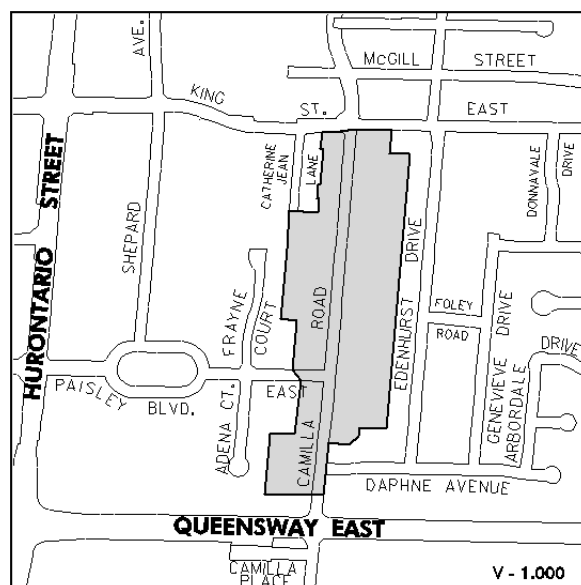 AVE.
McGILL STREET
KING ST. EAST
HURONTARIO STREET
SHEPARD
CATHERINE
JEAN
LANE
DONNAVALE
DRIVE
FRAYNE
COURT
ROAD
EDENHURST DRIVE
FOLEY
ROAD
GENEVIEVE DRIVE
ARBORDALE
DRIVE
PAISLEY
BLVD.
EAST
ADENA CT.
CAMILLA
DAPHNE AVENUE
QUEENSWAY EAST
CAMILLA
PLACE
V - 1.000